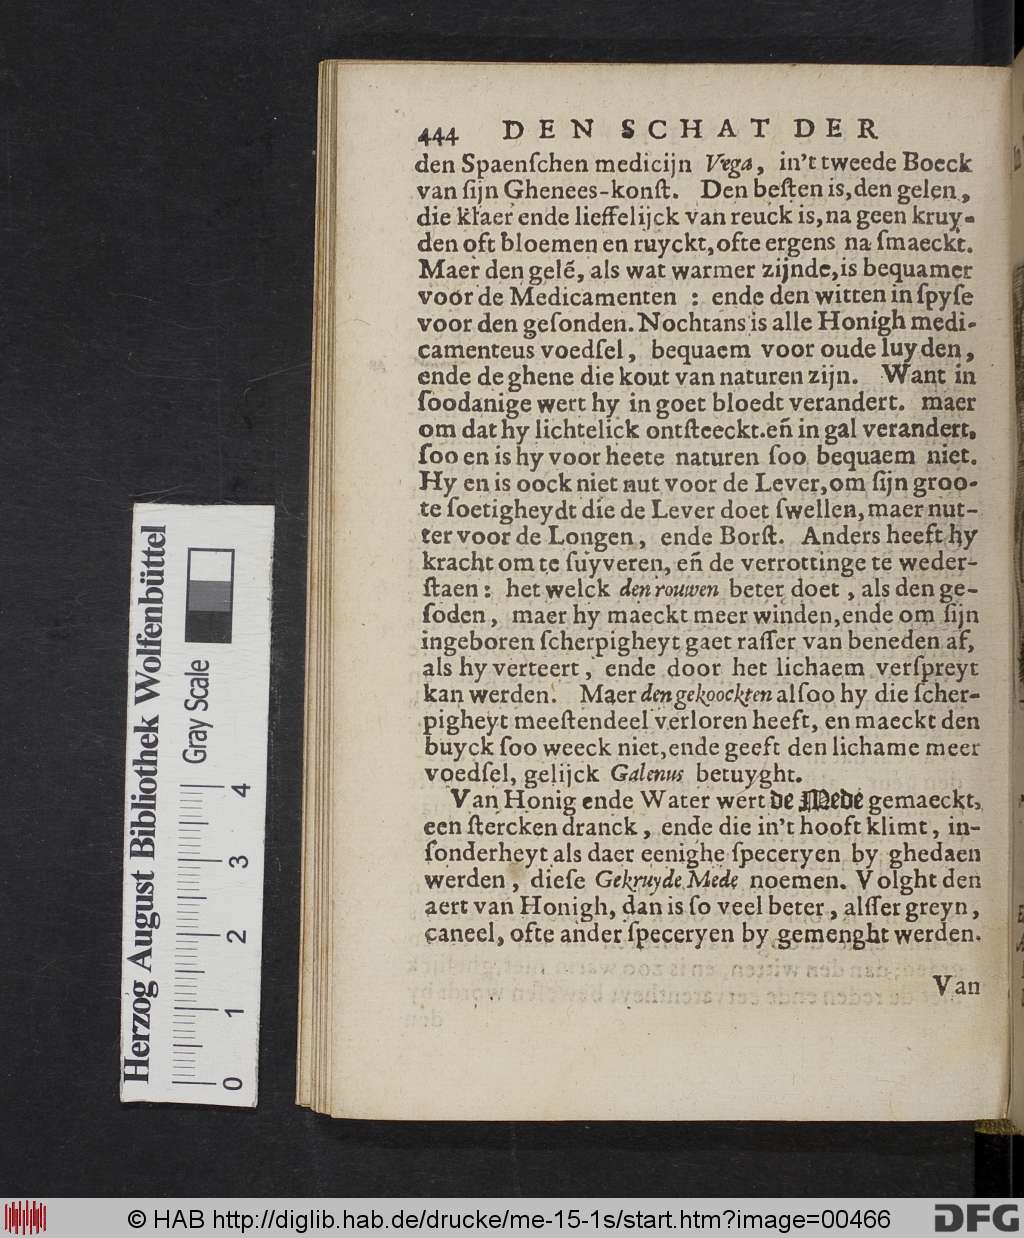 444 DEN SCHAT DER
den Spaenſchen medicijn Vega, in't tweede Boeck
van ſijn Ghenees-konſt. Den beſten is, den gelen,
die klaer ende lieffelijck van reuck is, na geen kruy-
den oft bloemen en ruyckt, ofte ergens na ſmaeckt.
Maer den gelē, als wat warmer zijnde, is bequamer
voor de Medicamenten : ende den witten in ſpyſe
voor den geſonden. Nochtans is alle Honigh medi-
camenteus voedſel, bequaem voor oude luyden,
ende de ghene die kout van naturen zijn. Want in
ſoodanige wert hy in goet bloedt verandert. maer
om dat hy lichtelick ontſteeckt. en̄ in gal verandert.
ſoo en is hy voor heete naturen ſoo bequaem niet.
Hy en is oock niet nut voor de Lever, om ſijn groo-
te ſoetigheydt die de Lever doet ſwellen, maer nut-
ter voor de Longen, ende Borſt. Anders heeft hy
kracht om te ſuyveren, en̄ de verrottinge te weder-
ſtaen : het welck den rouwen beter doet, als den ge-
ſoden, maer hy maeckt meer winden, ende om ſijn
ingeboren ſcherpigheyt gaet raſſer van beneden af,
als hy verteert, ende door het lichaem verſpreyt
kan werden. Maer den gekoockten alſoo hy die ſcher-
pigheyt meeſtendeel verloren heeft, en maeckt den
buyck ſoo weeck niet, ende geeft den lichame meer
voedſel, gelijck Galenus betuyght.
Van Honig ende Water wert de Mede gemaeckt,
een ſtercken dranck, ende die in't hooft klimt, in-
ſonderheyt als daer eenighe ſpeceryen by ghedaen
werden, dieſe Gekruyde Mede noemen. Volght den
aert van Honigh, dan is ſo veel beter, alſſer greyn,
caneel, ofte ander ſpeceryen by gemenght werden.
Van
Herzog August Bibliothek Wolfenbüttel
Gray Scale
0 1 2 3 4
© HAB http://diglib.hab.de/drucke/me-15-1s/start.htm?image=00466
DFG